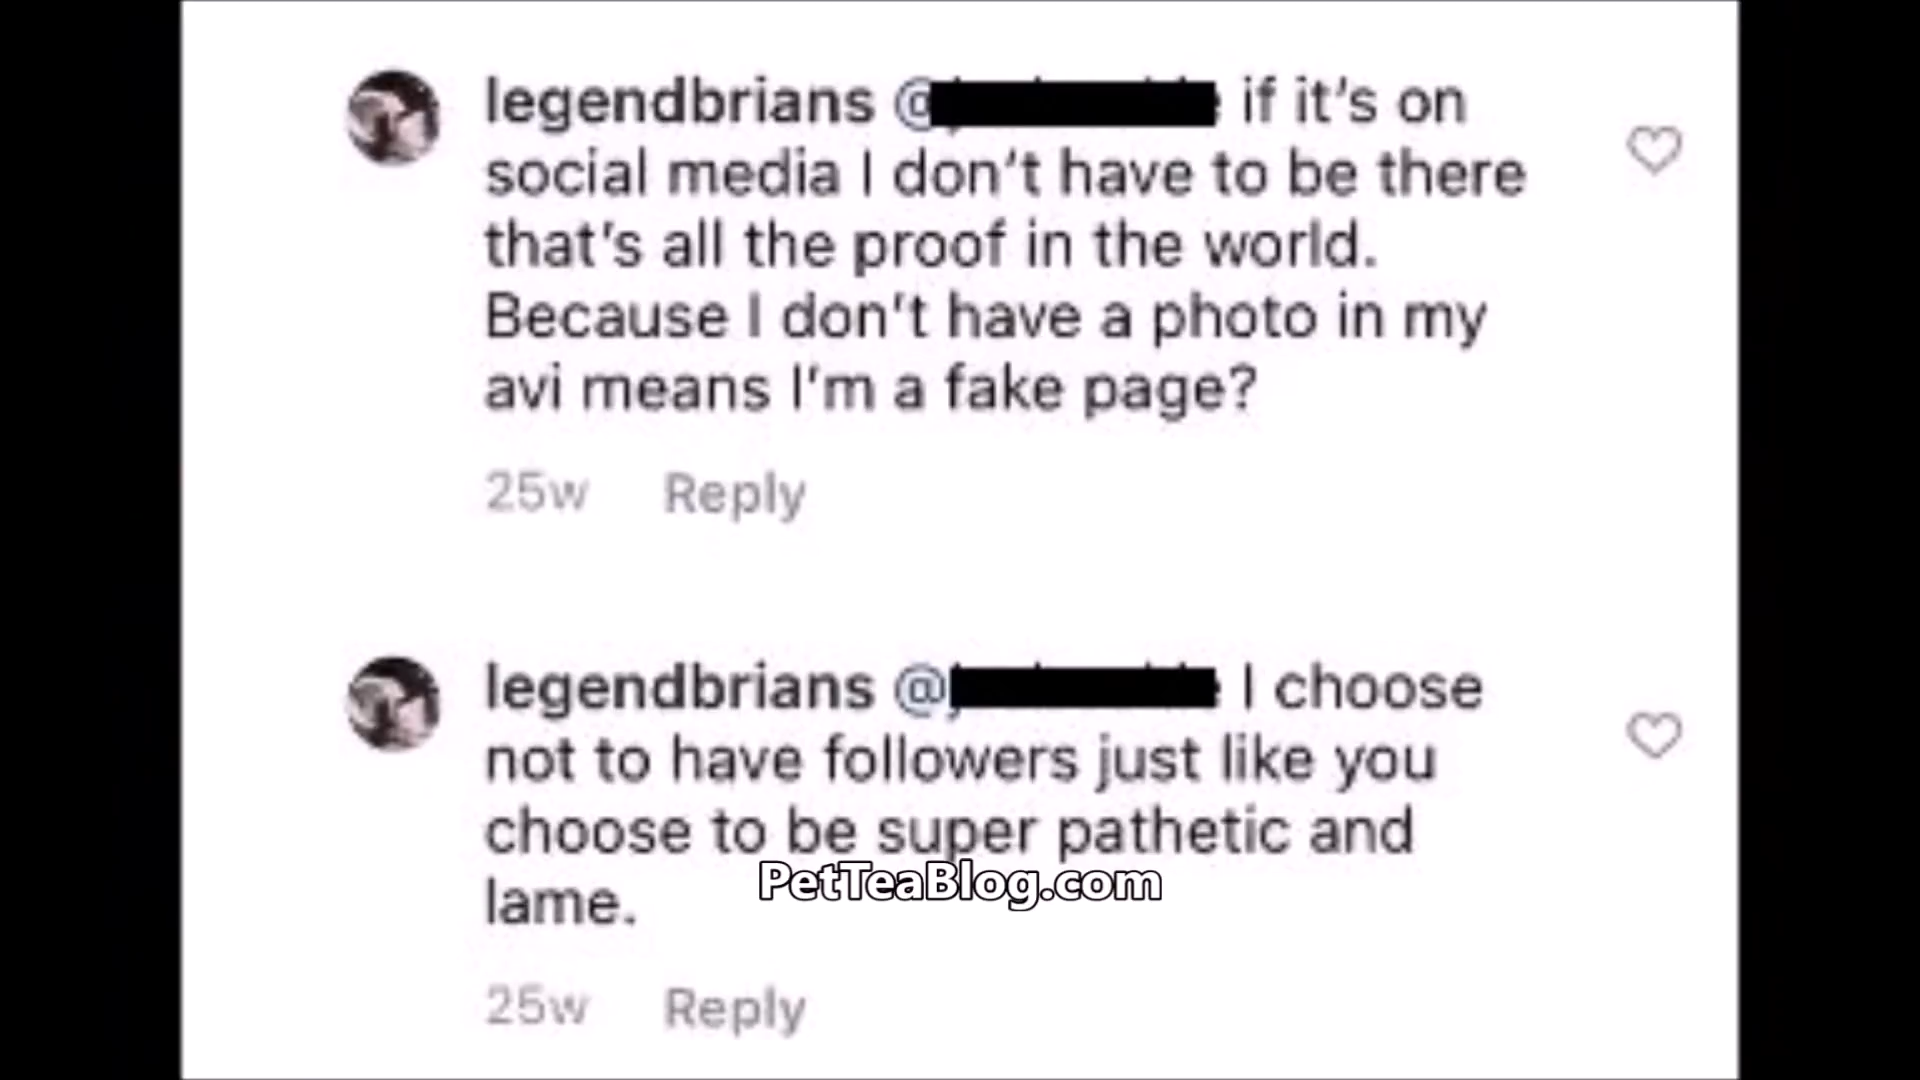 legendbrians @ if it's on
social media I don't have to be there
that's all the proof in the world.
Because I don't have a photo in my
avi means I'm a fake page?
25w Reply
legendbrians @ I choose
not to have followers just like you
choose to be super pathetic and
lame.
PetTeaBlog.com
25w Reply